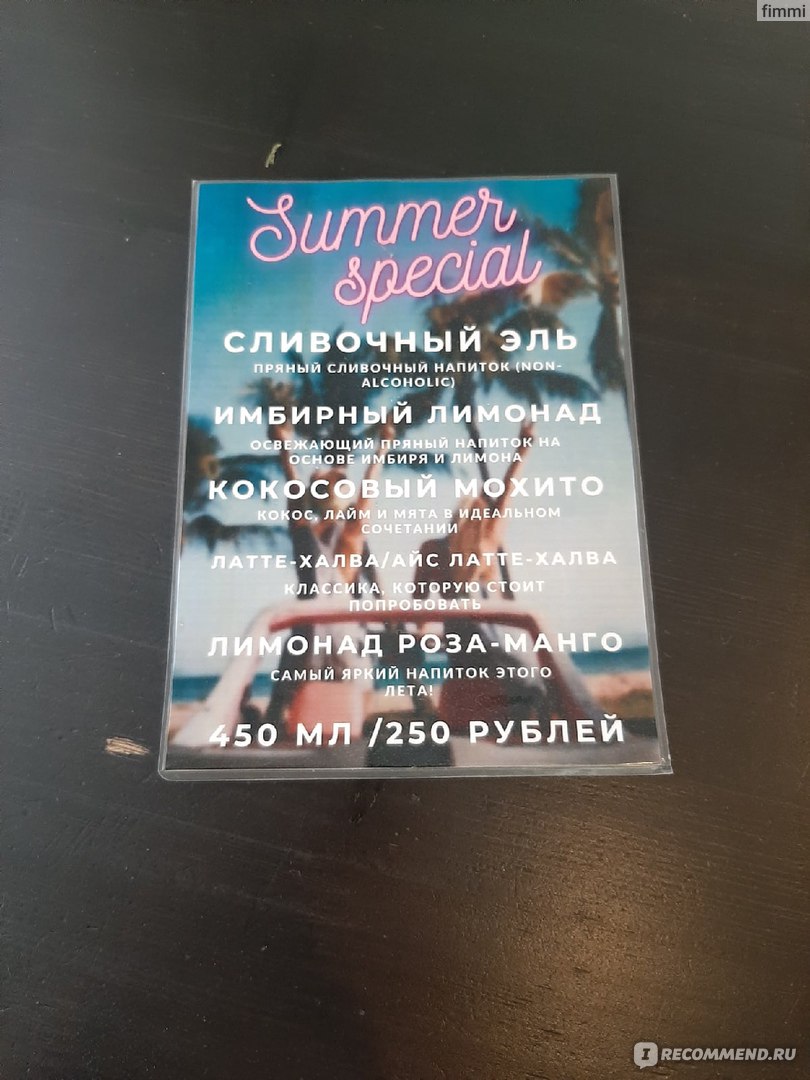 fimmi
Summer
special
СЛИВОЧНЫЙ ЭЛЬ
ПРЯНЫЙ СЛИВОЧНЫЙ НАПИТОК (NON-
ALCOHOLIC)
ИМБИРНЫЙ ЛИМОНАД
ОСВЕЖАЮЩИЙ ПРЯНЫЙ НАПИТОК НА
ОСНОВЕ ИМБИРЯ И ЛИМОНА
КОКОСОВЫЙ МОХИТО
КОКОС, ЛАЙМ И МЯТА В ИДЕАЛЬНОМ
СОЧЕТАНИИ
ЛАТТЕ-ХАЛВА/АЙС ЛАТТЕ-ХАЛВА
КЛАССИКА, КОТОРУЮ СТОИТ
ПОПРОБОВАТЬ
ЛИМОНАД РОЗА-МАНГО
САМЫЙ ЯРКИЙ НАПИТОК ЭТОГО
ЛЕТА!
450 МЛ /250 РУБЛЕЙ
IRECOMMEND.RU